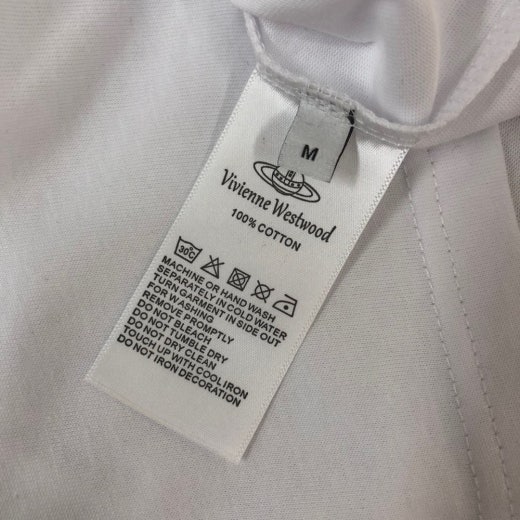 M
Vivienne Westwood
100% COTTON
30C
MACHINE OR HAND WASH
SEPARATELY IN COLD WATER
TURN GARMENT IN SIDE OUT
FOR WASHING
REMOVE PROMPTLY
DO NOT BLEACH
DO NOT TUMBLE DRY
DO NOT DRY CLEAN
TOUCH UP WITH COOL IRON
DO NOT IRON DECORATION